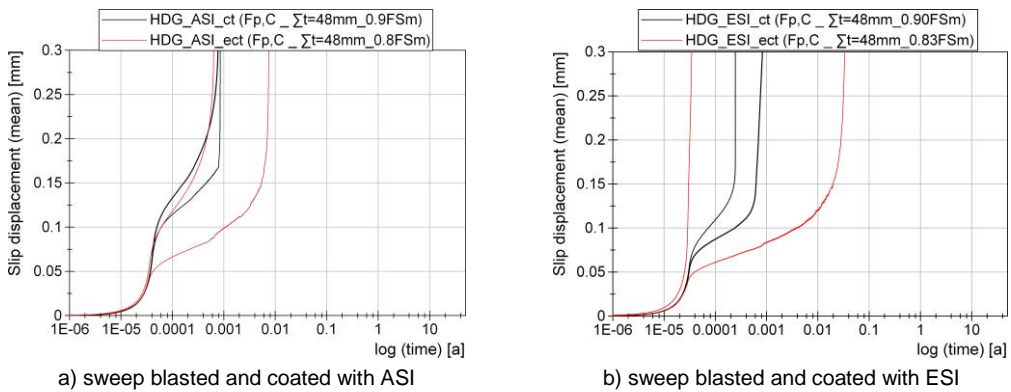 HDG_ASI_ct (Fp,C _ ∑t=48mm_0.9FSm)
HDG_ASI_ect (Fp,C _ ∑t=48mm_0.8FSm)
Slip displacement (mean) [mm]
0.3
0.25
0.2
0.15
0.1
0.05
0
1E-06 1E-05 0.0001 0.001 0.01 0.1 1 10
log (time) [a]
a) sweep blasted and coated with ASI
HDG_ESI_ct (Fp,C _ ∑t=48mm_0.90FSm)
HDG_ESI_ect (Fp,C _ ∑t=48mm_0.83FSm)
Slip displacement (mean) [mm]
0.3
0.25
0.2
0.15
0.1
0.05
0
1E-06 1E-05 0.0001 0.001 0.01 0.1 1 10
log (time) [a]
b) sweep blasted and coated with ESI